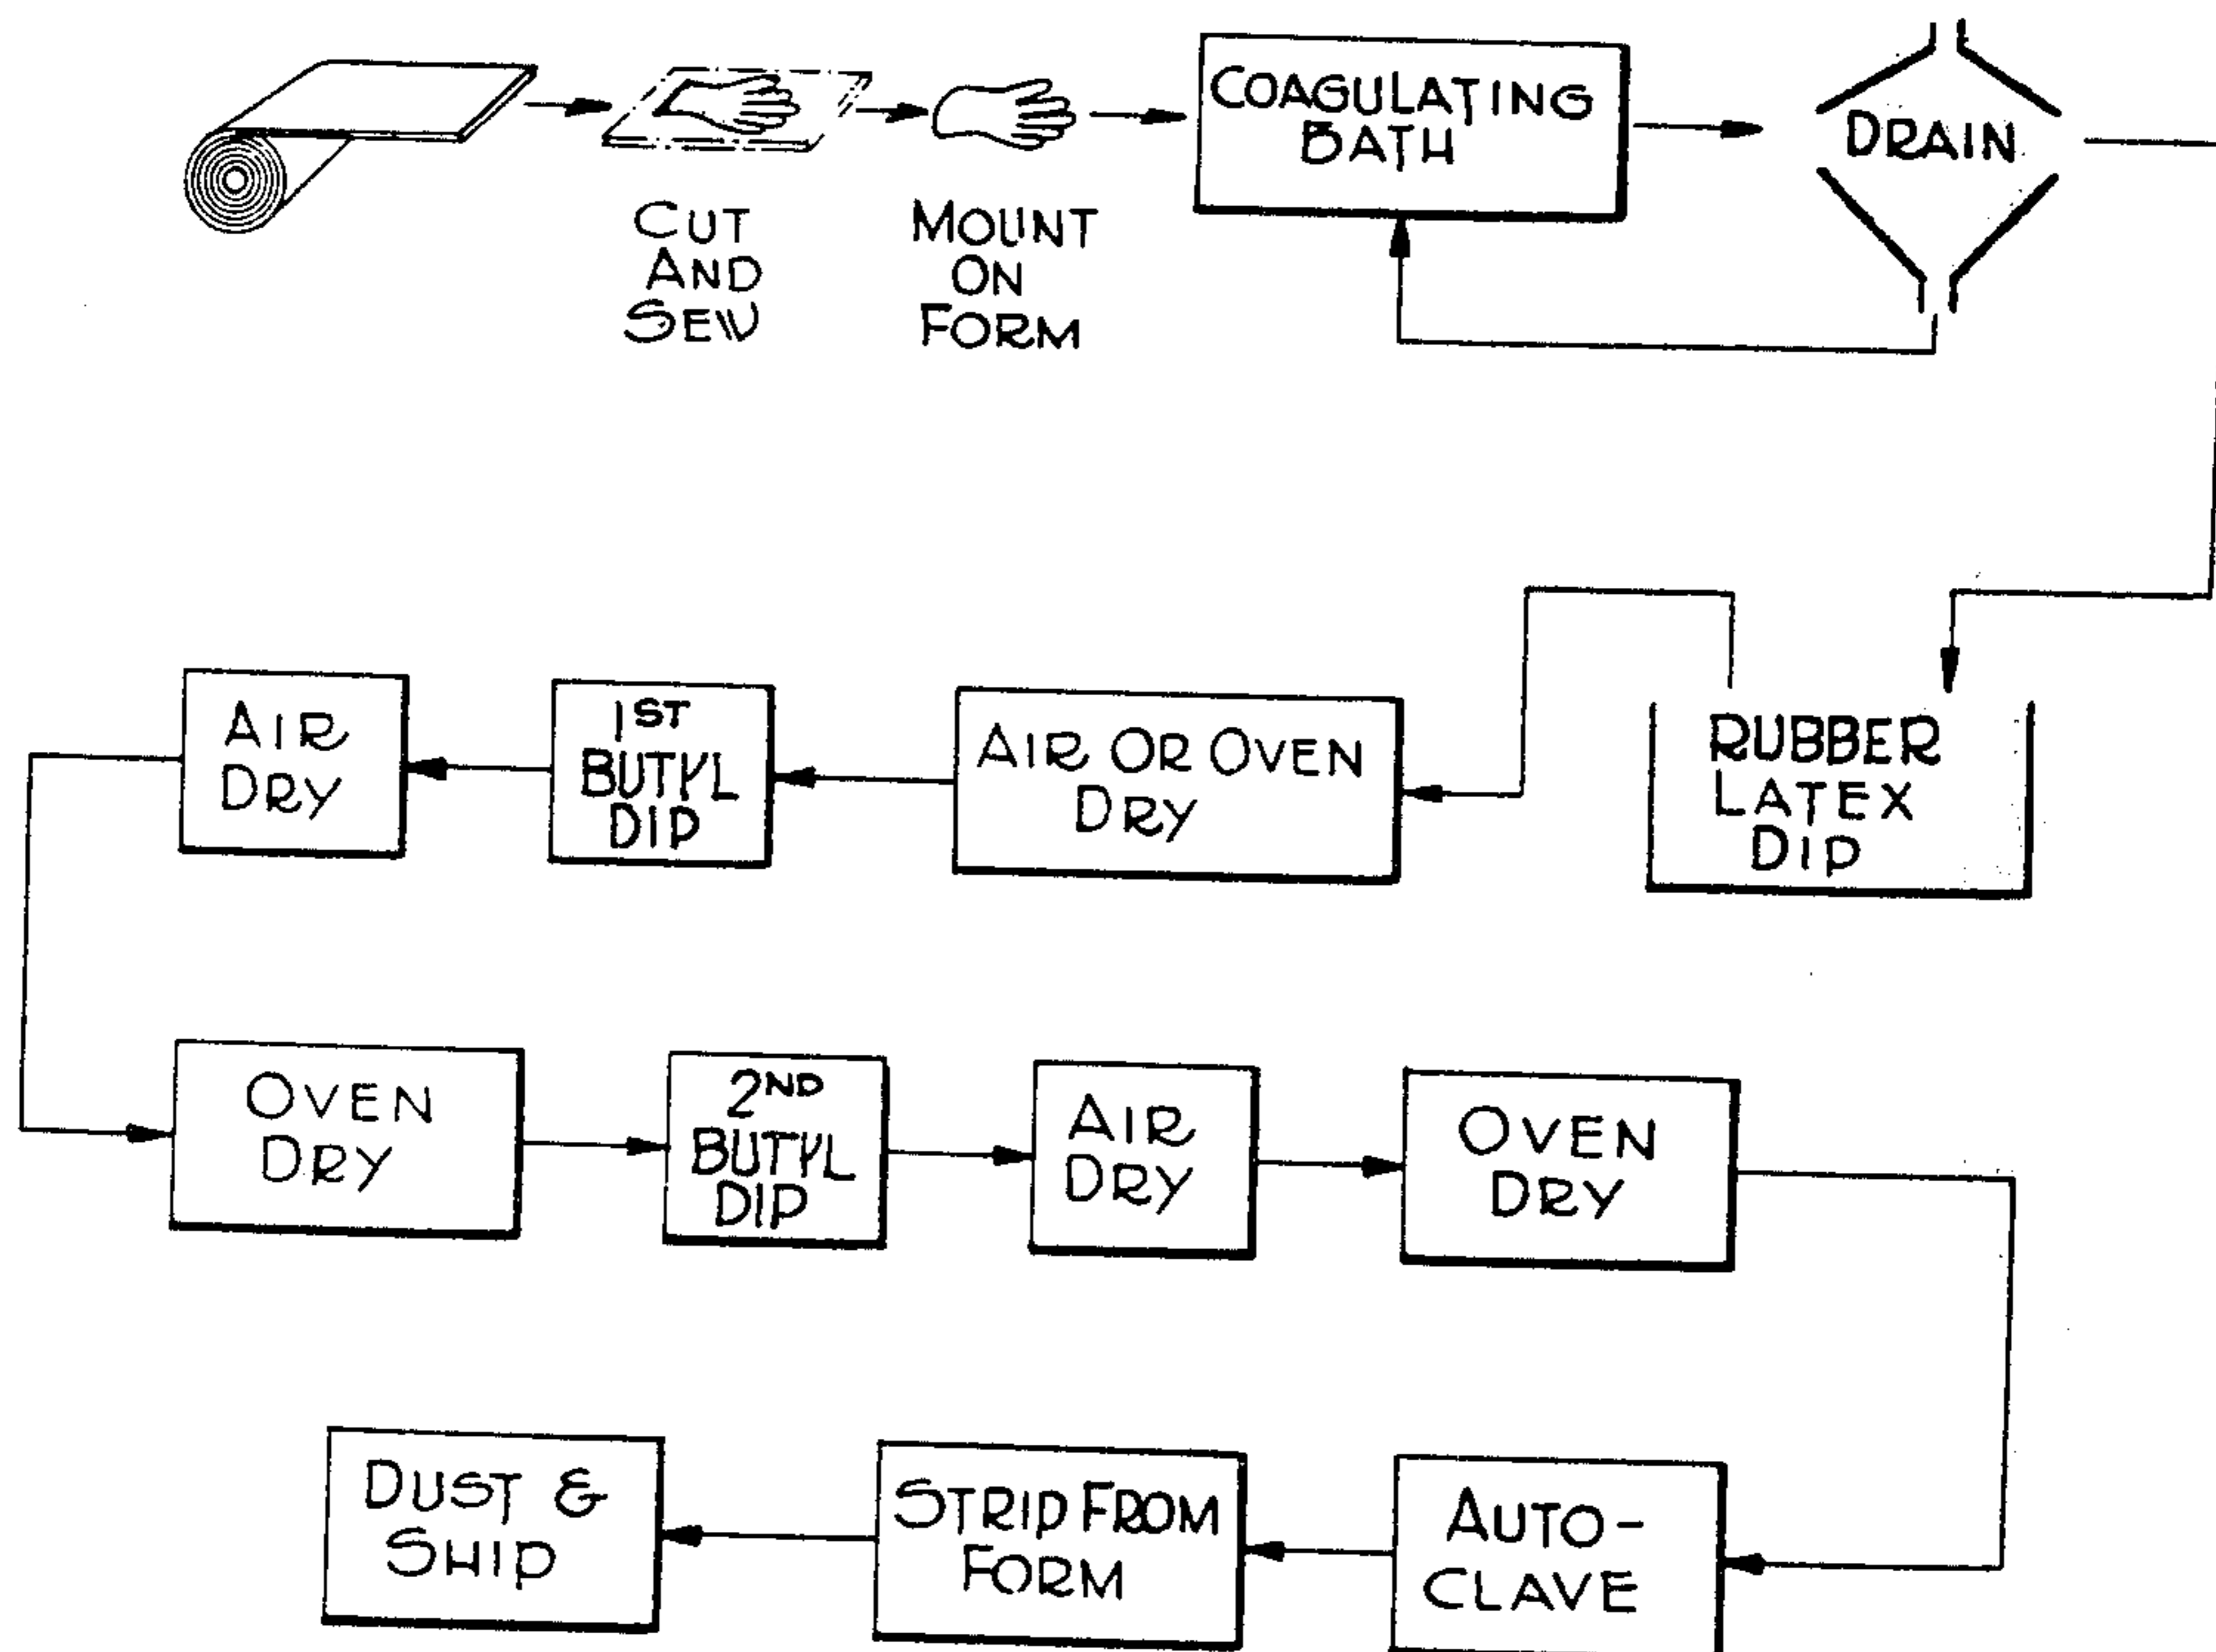 CUT
AND
SEW
MOUNT
ON
FORM
COAGULATING
BATH
DRAIN
RUBBER
LATEX
DIP
AIR OR OVEN
DRY
1ST
BUTYL
DIP
AIR
DRY
OVEN
DRY
2ND
BUTYL
DIP
AIR
DRY
OVEN
DRY
AUTO-
CLAVE
STRIP FROM
FORM
DUST &
SHIP